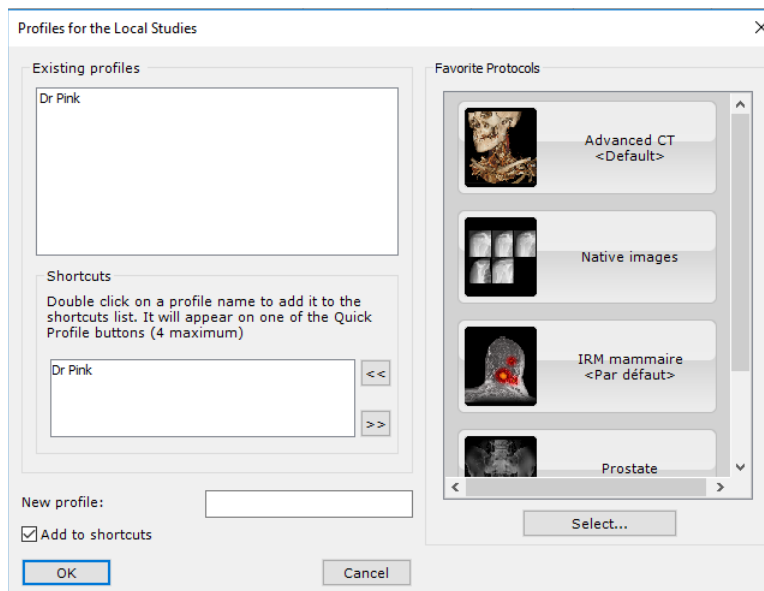 Profiles for the Local Studies
Existing profiles
Dr Pink
Shortcuts
Double click on a profile name to add it to the
shortcuts list. It will appear on one of the Quick
Profile buttons (4 maximum)
Dr Pink
<<
>>
New profile:
Add to shortcuts
OK
Cancel
Favorite Protocols
Advanced CT
<Default>
Native images
IRM mammaire
<Par défaut>
Prostate
Select...